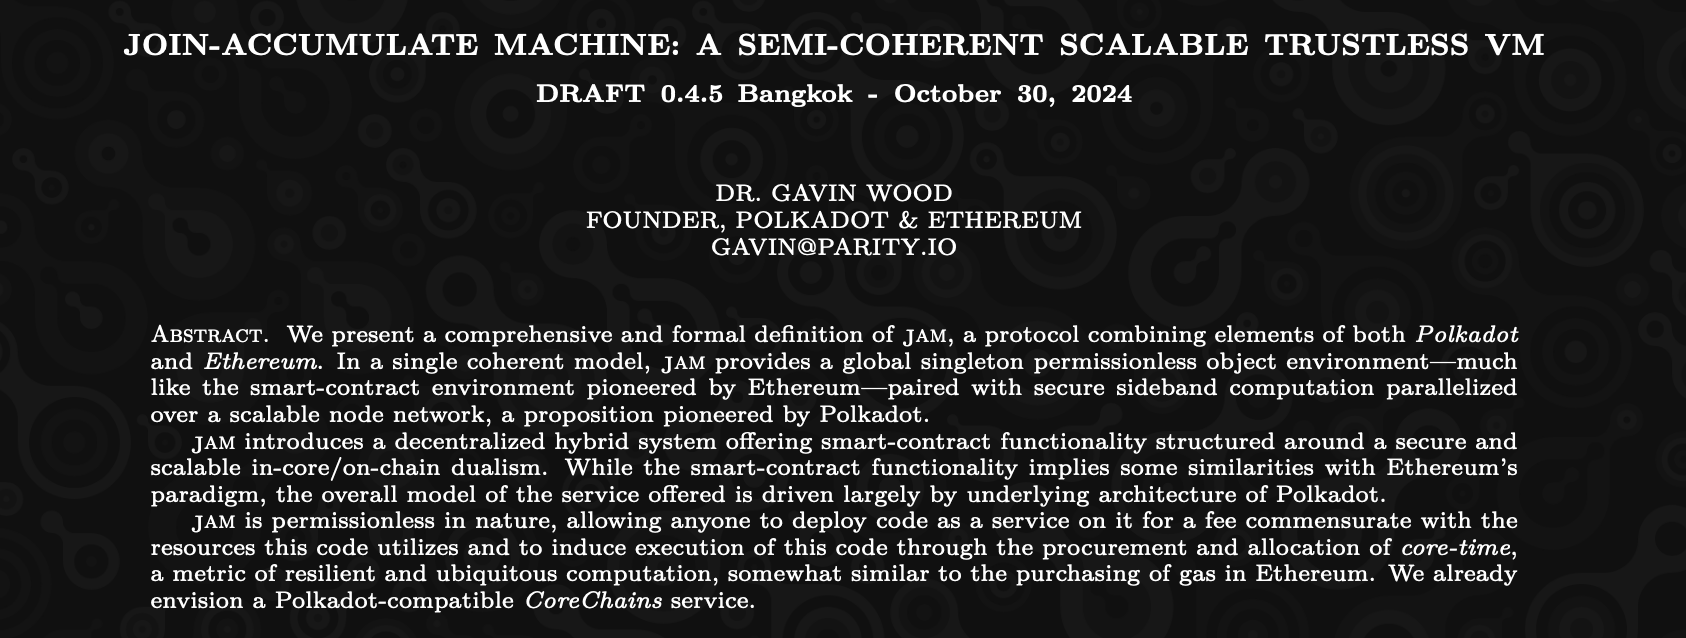 JOIN-ACCUMULATE MACHINE: A SEMI-COHERENT SCALABLE TRUSTLESS VM
DRAFT 0.4.5 Bangkok - October 30, 2024
DR. GAVIN WOOD
FOUNDER, POLKADOT & ETHEREUM
GAVIN@PARITY.IO
Abstract. We present a comprehensive and formal definition of JAM, a protocol combining elements of both Polkadot
and Ethereum. In a single coherent model, JAM provides a global singleton permissionless object environment—much
like the smart-contract environment pioneered by Ethereum—paired with secure sideband computation parallelized
over a scalable node network, a proposition pioneered by Polkadot.
JAM introduces a decentralized hybrid system offering smart-contract functionality structured around a secure and
scalable in-core/on-chain dualism. While the smart-contract functionality implies some similarities with Ethereum's
paradigm, the overall model of the service offered is driven largely by underlying architecture of Polkadot.
JAM is permissionless in nature, allowing anyone to deploy code as a service on it for a fee commensurate with the
resources this code utilizes and to induce execution of this code through the procurement and allocation of core-time,
a metric of resilient and ubiquitous computation, somewhat similar to the purchasing of gas in Ethereum. We already
envision a Polkadot-compatible CoreChains service.